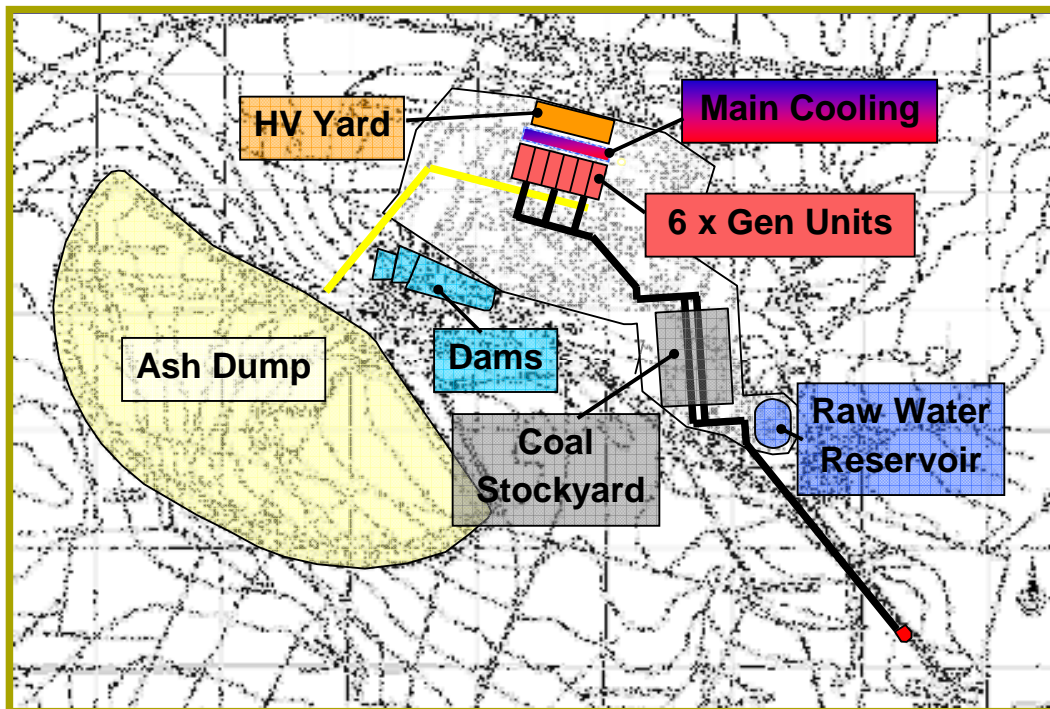 HV Yard
Main Cooling
6 x Gen Units
Ash Dump
Dams
Coal
Stockyard
Raw Water
Reservoir